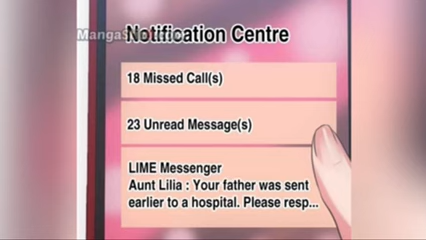 Notification Centre
18 Missed Call(s)
23 Unread Message(s)
LIME Messenger
Aunt Lilia : Your father was sent
earlier to a hospital. Please resp...